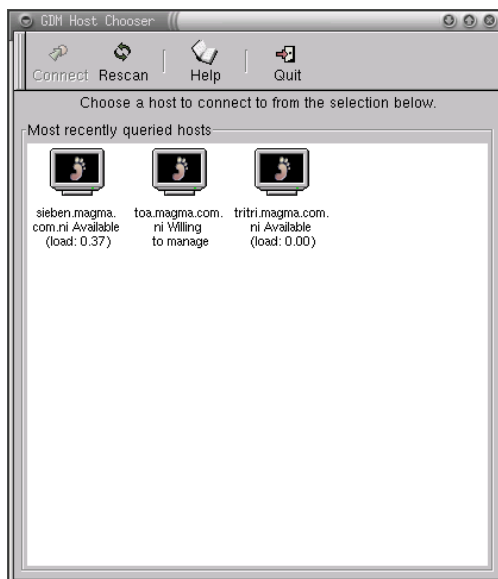 GDM Host Chooser
Connect Rescan Help Quit
Choose a host to connect to from the selection below.
Most recently queried hosts
sieben.magma.
com.ni Available
(load: 0.37)
toa.magma.com.
ni Willing
to manage
tritri.magma.com.
ni Available
(load: 0.00)